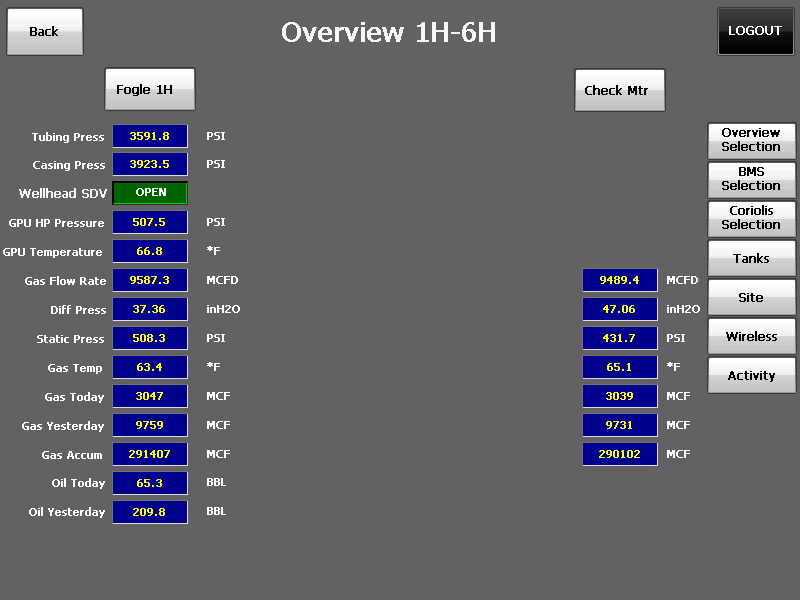 Back
Overview 1H-6H
LOGOUT
Fogle 1H
Check Mtr
Tubing Press 3591.8 PSI
Casing Press 3923.5 PSI
Wellhead SDV OPEN
GPU HP Pressure 507.5 PSI
GPU Temperature 66.8 *F
Gas Flow Rate 9587.3 MCFD 9489.4 MCFD
Diff Press 37.36 inH2O 47.06 inH2O
Static Press 508.3 PSI 431.7 PSI
Gas Temp 63.4 *F 65.1 *F
Gas Today 3047 MCF 3039 MCF
Gas Yesterday 9759 MCF 9731 MCF
Gas Accum 291407 MCF 290102 MCF
Oil Today 65.3 BBL
Oil Yesterday 209.8 BBL
Overview
Selection
BMS
Selection
Coriolis
Selection
Tanks
Site
Wireless
Activity